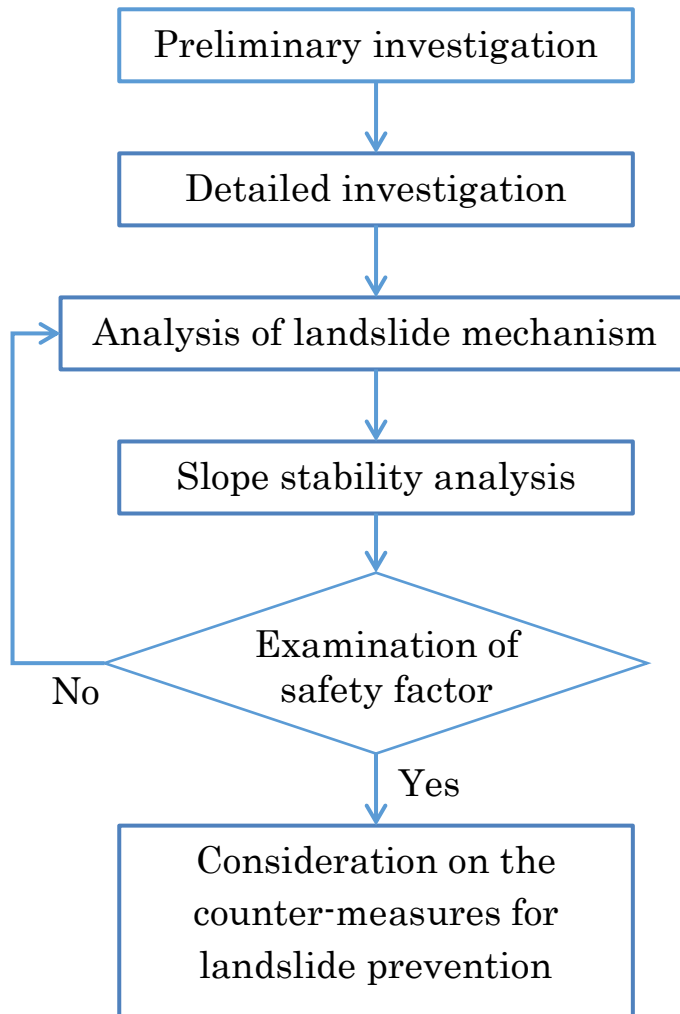 Preliminary investigation
Detailed investigation
Analysis of landslide mechanism
Slope stability analysis
Examination of
safety factor
No
Yes
Consideration on the
counter-measures for
landslide prevention